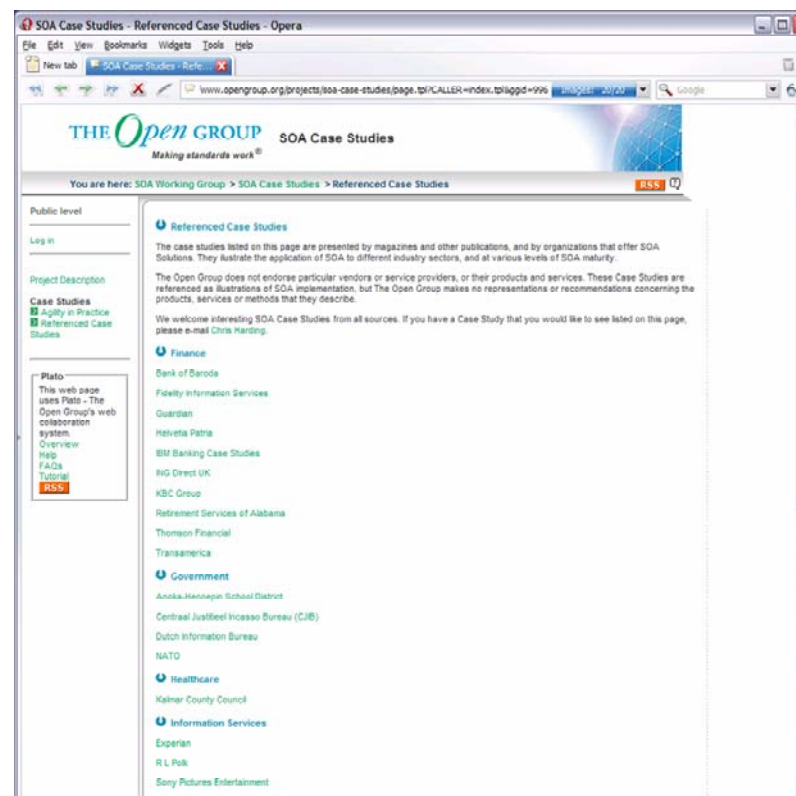 SOA Case Studies - Referenced Case Studies - Opera
File Edit View Bookmarks Widgets Tools Help
New tab SOA Case Studies - Refe...
www.opengroup.org/projects/soa-case-studies/page.tpl?CALLER=index.tpl&ggid=996 Images: 20/20 Google
THE Open GROUP
Making standards work®
SOA Case Studies
You are here: SOA Working Group > SOA Case Studies > Referenced Case Studies RSS
Public level
Log in
Project Description
Case Studies
Agility in Practice
Referenced Case
Studies
Plato
This web page
uses Plato - The
Open Group's web
collaboration
system.
Overview
Help
FAQs
Tutorial
RSS
Referenced Case Studies
The case studies listed on this page are presented by magazines and other publications, and by organizations that offer SOA
Solutions. They illustrate the application of SOA to different industry sectors, and at various levels of SOA maturity.
The Open Group does not endorse particular vendors or service providers, or their products and services. These Case Studies are
referenced as illustrations of SOA implementation, but The Open Group makes no representations or recommendations concerning the
products, services or methods that they describe.
We welcome interesting SOA Case Studies from all sources. If you have a Case Study that you would like to see listed on this page,
please e-mail Chris Harding.
Finance
Bank of Baroda
Fidelity Information Services
Guardian
Helvetia Patria
IBM Banking Case Studies
ING Direct UK
KBC Group
Retirement Services of Alabama
Thomson Financial
Transamerica
Government
Anoka-Hennepin School District
Centraal Justitieel Incasso Bureau (CJIB)
Dutch Information Bureau
NATO
Healthcare
Kalmar County Council
Information Services
Experian
R L Polk
Sony Pictures Entertainment